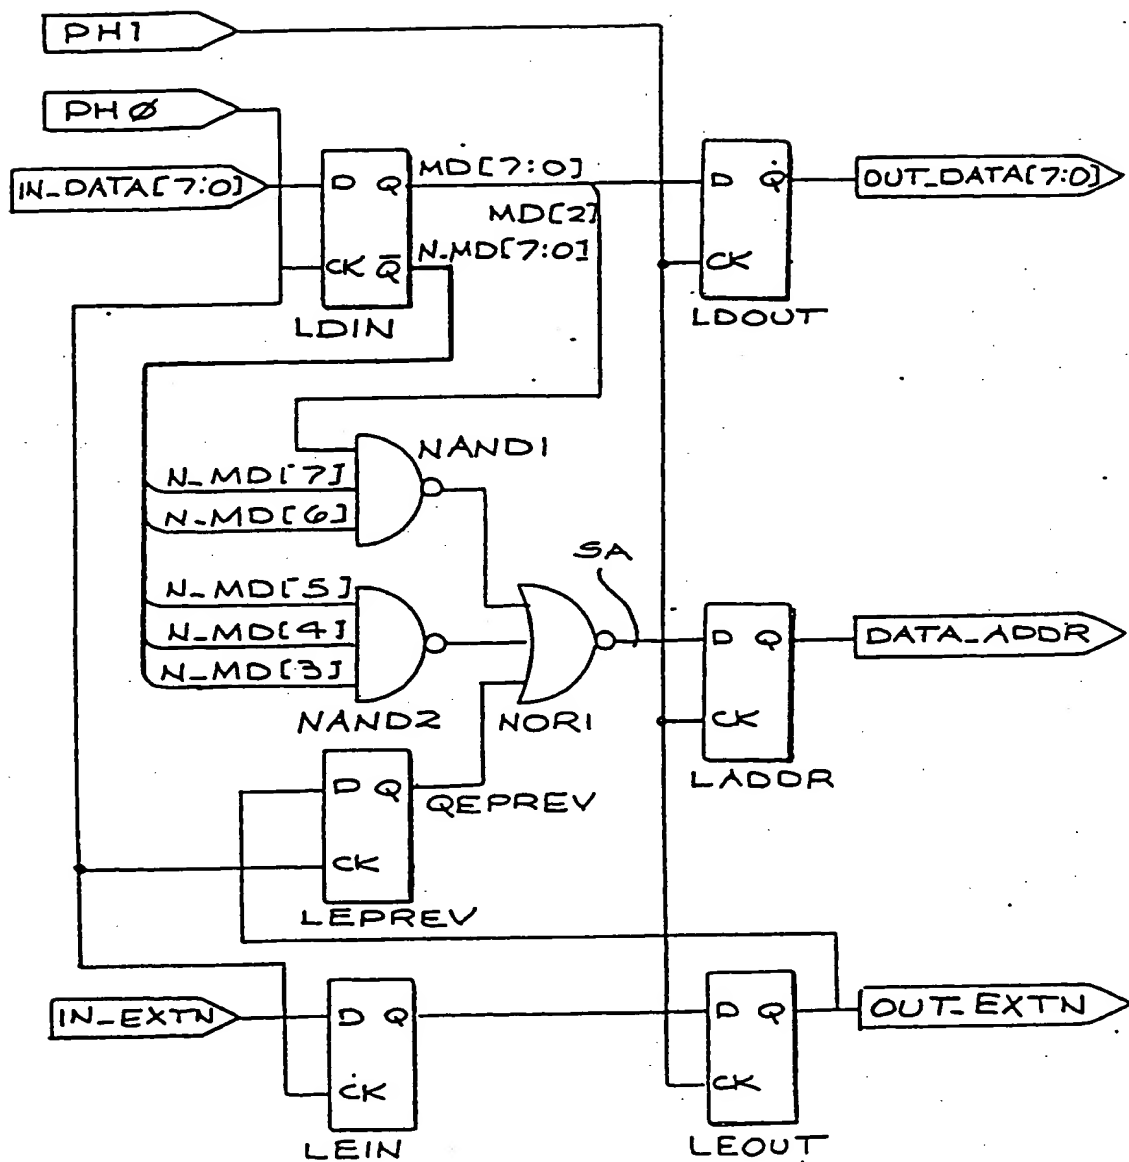 PH1
PHØ
IN_DATA[7:0]
D Q
MD[7:0]
D Q
OUT_DATA[7:0]
MD[2]
N_MD[7:0]
CK Q̅
CK
LDIN
LDOUT
NAND1
N_MD[7]
N_MD[6]
SA
N_MD[5]
N_MD[4]
N_MD[3]
D Q
DATA_ADDR
NAND2
NOR1
CK
LADDR
D Q
QEPREV
CK
LEPREV
IN_EXTN
D Q
D Q
OUT_EXTN
CK
CK
LEIN
LEOUT